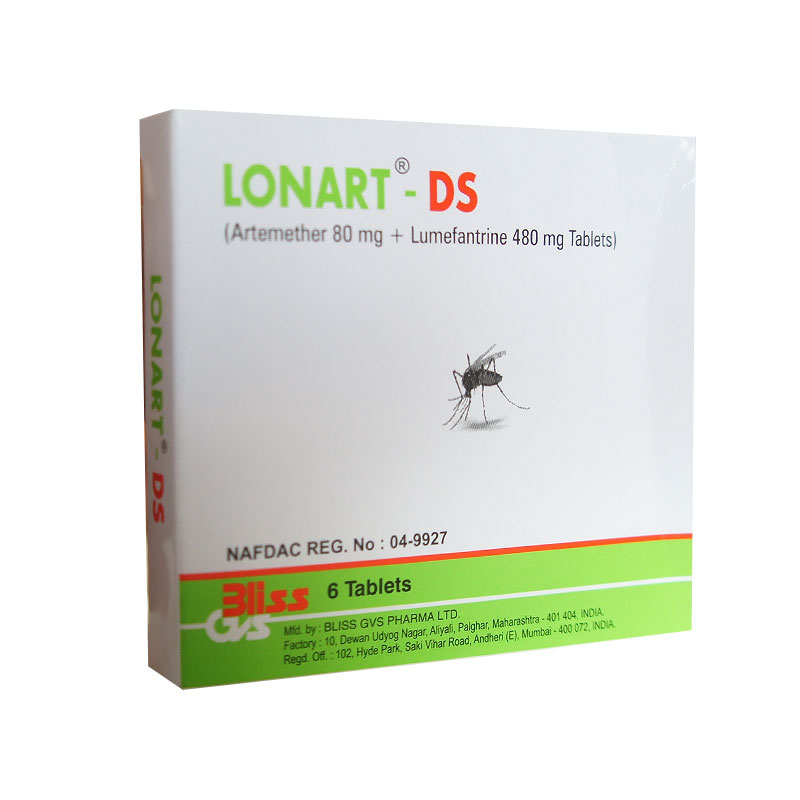 LONART® - DS
(Artemether 80 mg + Lumefantrine 480 mg Tablets)
LONART® - DS
NAFDAC REG. No : 04-9927
Bliss
GVS
6 Tablets
Mfd. by : BLISS GVS PHARMA LTD.
Factory : 10, Dewan Udyog Nagar, Aliyali, Palghar, Maharashtra - 401 404, INDIA.
Regd. Off. : 102, Hyde Park, Saki Vihar Road, Andheri (E), Mumbai - 400 072, INDIA.